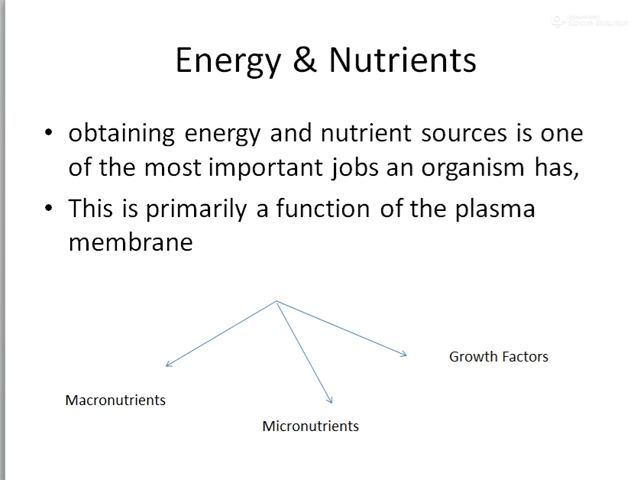 Energy & Nutrients
• obtaining energy and nutrient sources is one
of the most important jobs an organism has,
• This is primarily a function of the plasma
membrane
Growth Factors
Macronutrients
Micronutrients